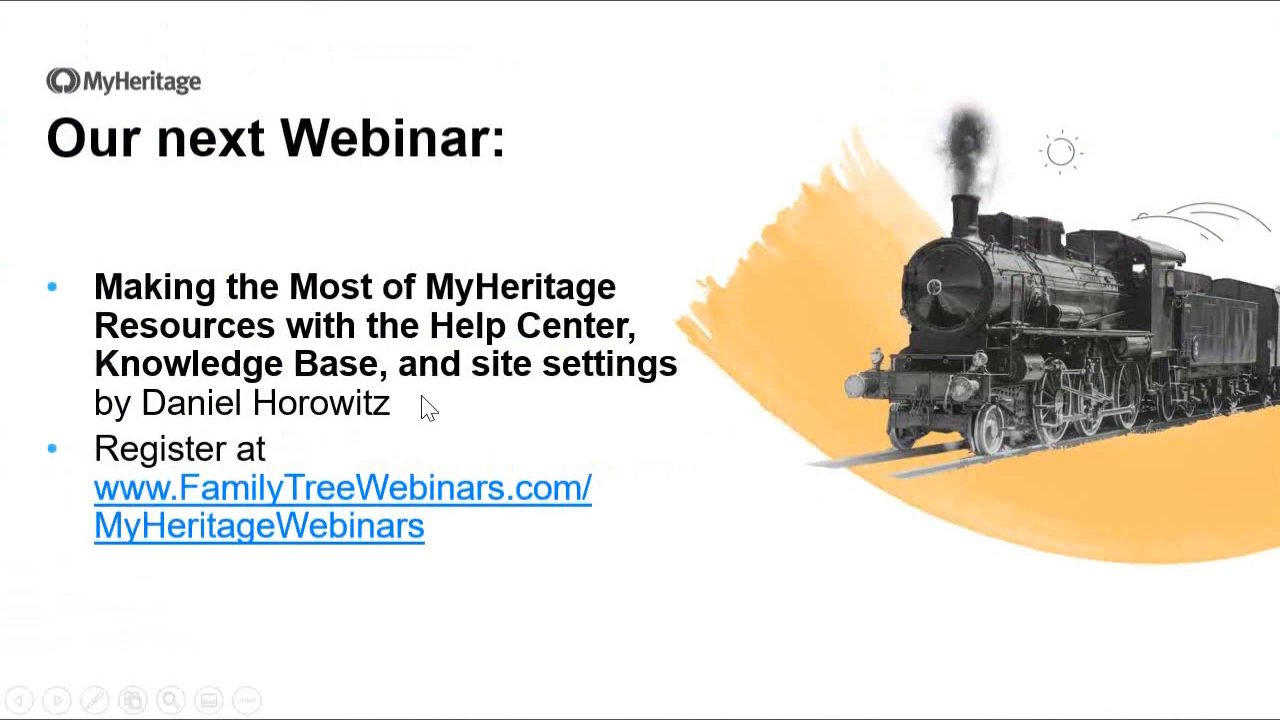 MyHeritage
Our next Webinar:
• Making the Most of MyHeritage
Resources with the Help Center,
Knowledge Base, and site settings
by Daniel Horowitz
• Register at
www.FamilyTreeWebinars.com/
MyHeritageWebinars